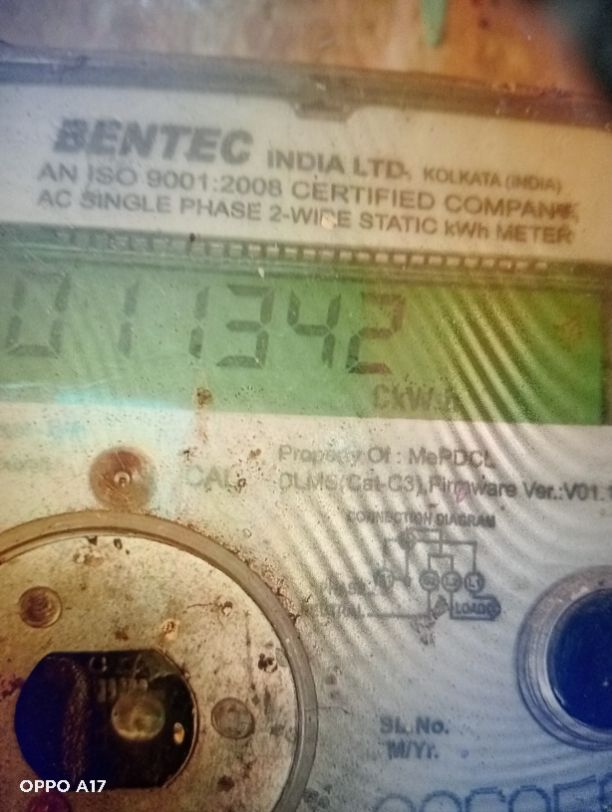 BENTEC INDIA LTD. KOLKATA (INDIA)
AN ISO 9001:2008 CERTIFIED COMPANY
AC SINGLE PHASE 2-WIRE STATIC kWh METER
011342
CkWh
CAL
Property Of : MePDCL
DLMS(Cat-C3),Firmware Ver.:V01.1
CONNECTION DIAGRAM
LOAD
SL.No.
M/Yr.
OPPO A17